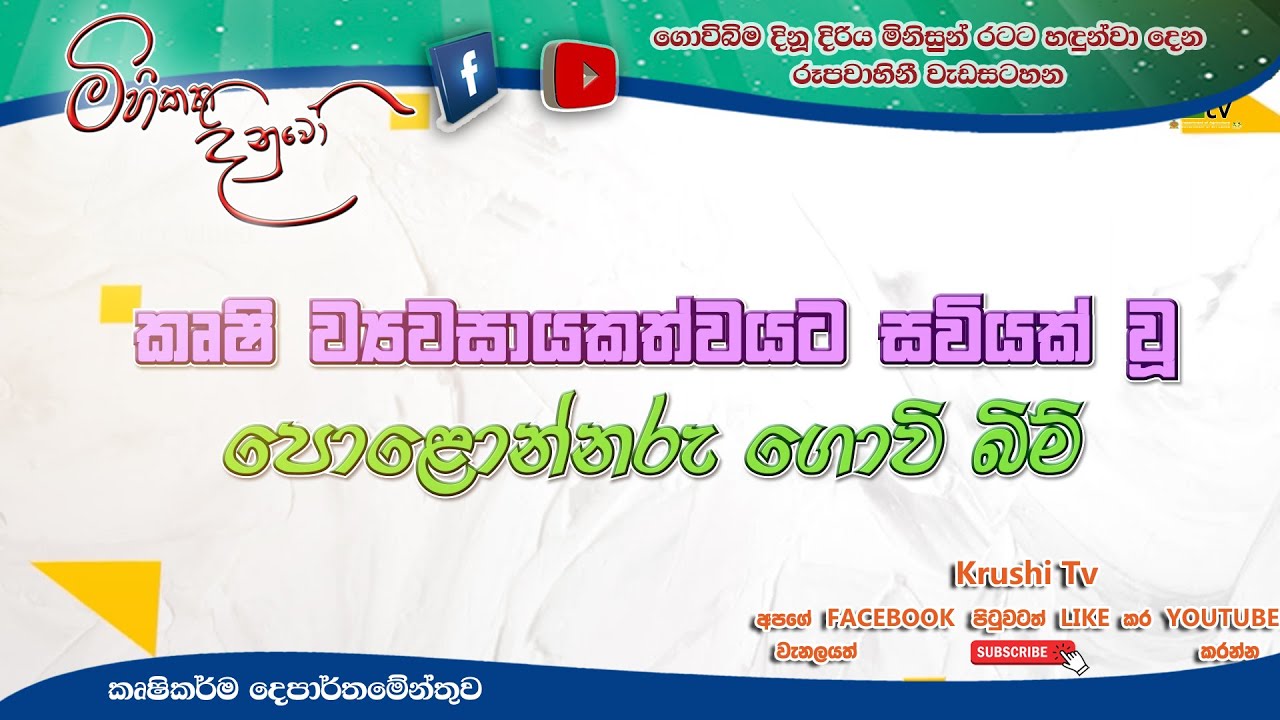 මිහිකත
දිනුවෝ
ගොවිබිම දිනූ දිරිය මිනිසුන් රටට හඳුන්වා දෙන
රූපවාහිනී වැඩසටහන
tv
කෘෂි ව්‍යවසායකත්වයට සවියක් වූ
පොළොන්නරු ගොවි බිම්
Krushi Tv
අපගේ FACEBOOK පිටුවටත් LIKE කර YOUTUBE
චැනලයත් SUBSCRIBE කරන්න
කෘෂිකර්ම දෙපාර්තමේන්තුව